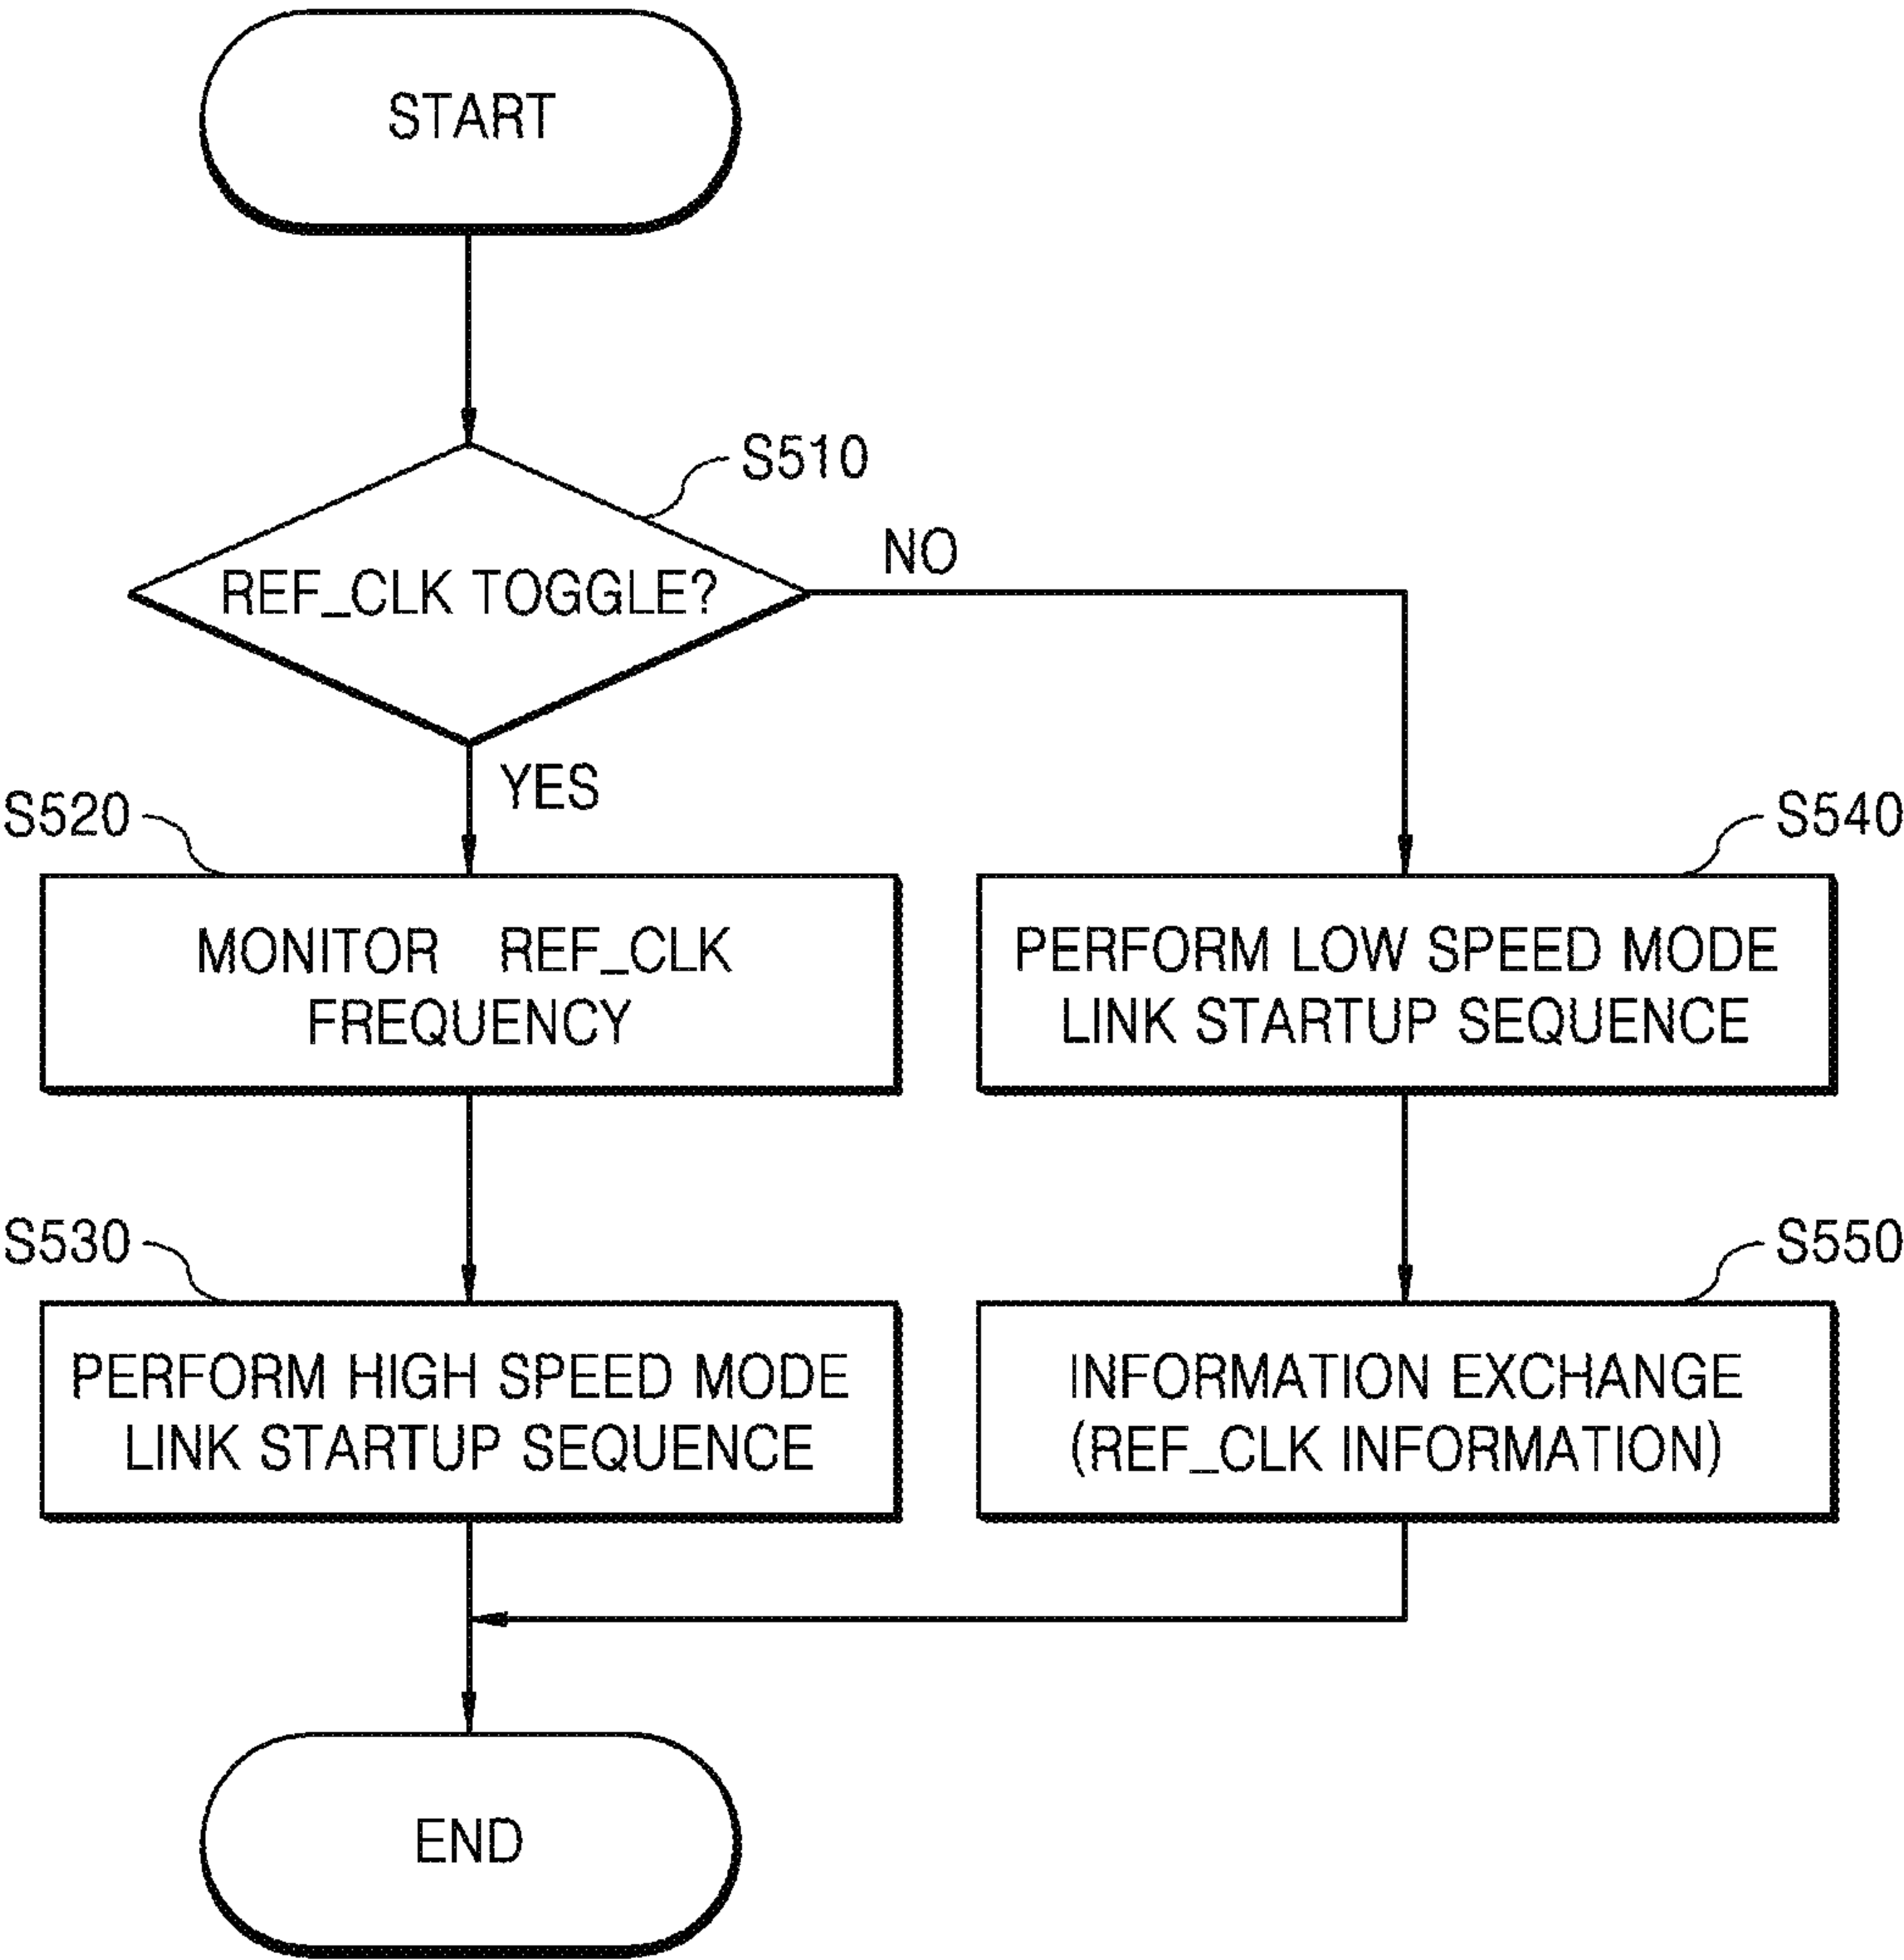 START
S510
REF_CLK TOGGLE?
NO
YES
S520
MONITOR REF_CLK
FREQUENCY
S540
PERFORM LOW SPEED MODE
LINK STARTUP SEQUENCE
S530
PERFORM HIGH SPEED MODE
LINK STARTUP SEQUENCE
S550
INFORMATION EXCHANGE
(REF_CLK INFORMATION)
END